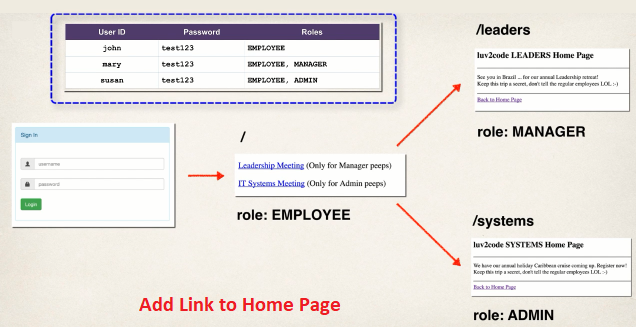 User ID Password Roles
john test123 EMPLOYEE
mary test123 EMPLOYEE, MANAGER
susan test123 EMPLOYEE, ADMIN
/leaders
luv2code LEADERS Home Page
See you in Brazil ... for our annual Leadership retreat!
Keep this trip a secret, don't tell the regular employees LOL :-)
Back to Home Page
role: MANAGER
Sign In
username
password
Login
/
Leadership Meeting (Only for Manager peeps)
IT Systems Meeting (Only for Admin peeps)
role: EMPLOYEE
/systems
luv2code SYSTEMS Home Page
We have our annual holiday Caribbean cruise coming up. Register now!
Keep this trip a secret, don't tell the regular employees LOL :-)
Back to Home Page
role: ADMIN
Add Link to Home Page